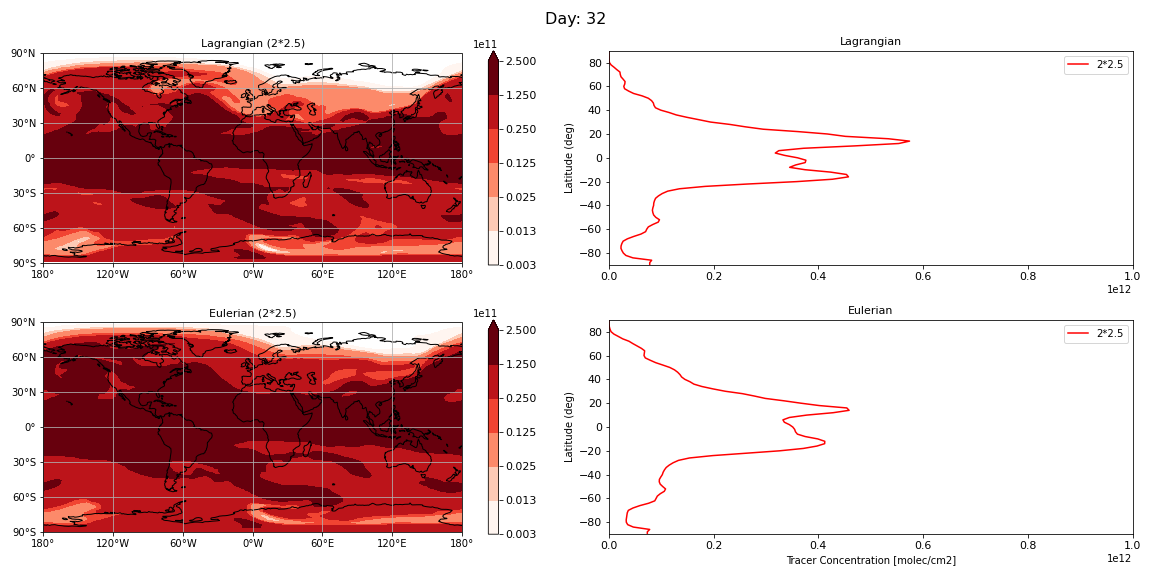 Day: 32
Lagrangian (2*2.5)
1e11
90°N
60°N
30°N
0°
30°S
60°S
90°S
180° 120°W 60°W 0°W 60°E 120°E 180°
2.500
1.250
0.250
0.125
0.025
0.013
0.003
Lagrangian
2*2.5
Latitude (deg)
80
60
40
20
0
−20
−40
−60
−80
0.0 0.2 0.4 0.6 0.8 1.0
1e12
Eulerian (2*2.5)
1e11
90°N
60°N
30°N
0°
30°S
60°S
90°S
180° 120°W 60°W 0°W 60°E 120°E 180°
2.500
1.250
0.250
0.125
0.025
0.013
0.003
Eulerian
2*2.5
Latitude (deg)
80
60
40
20
0
−20
−40
−60
−80
0.0 0.2 0.4 0.6 0.8 1.0
Tracer Concentration [molec/cm2]
1e12